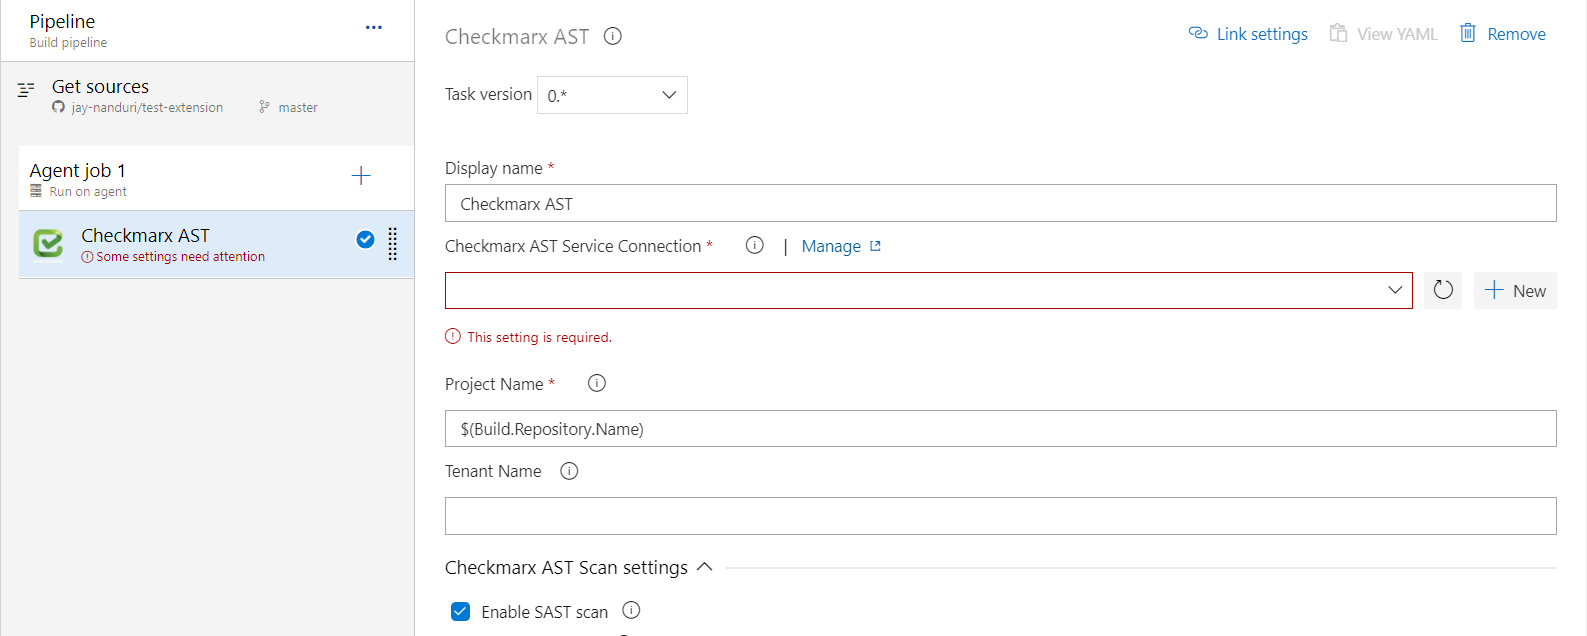 Pipeline
Build pipeline
Get sources
jay-nanduri/test-extension master
Agent job 1
Run on agent
Checkmarx AST
Some settings need attention
Checkmarx AST
Link settings View YAML Remove
Task version 0.*
Display name *
Checkmarx AST
Checkmarx AST Service Connection * | Manage
New
This setting is required.
Project Name *
$(Build.Repository.Name)
Tenant Name
Checkmarx AST Scan settings
Enable SAST scan